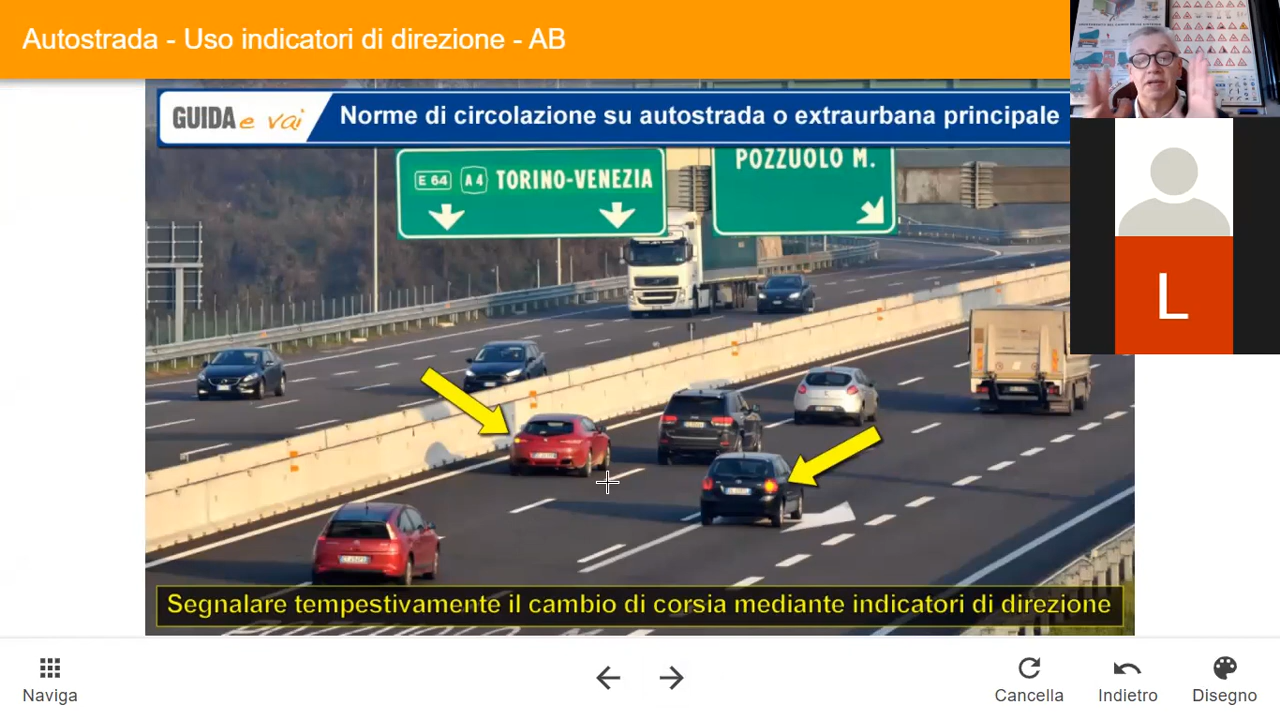 Autostrada - Uso indicatori di direzione - AB
GUIDA e vai
Norme di circolazione su autostrada o extraurbana principale
E 64 A 4 TORINO-VENEZIA
POZZUOLO M.
L
Segnalare tempestivamente il cambio di corsia mediante indicatori di direzione
Naviga
Cancella
Indietro
Disegno